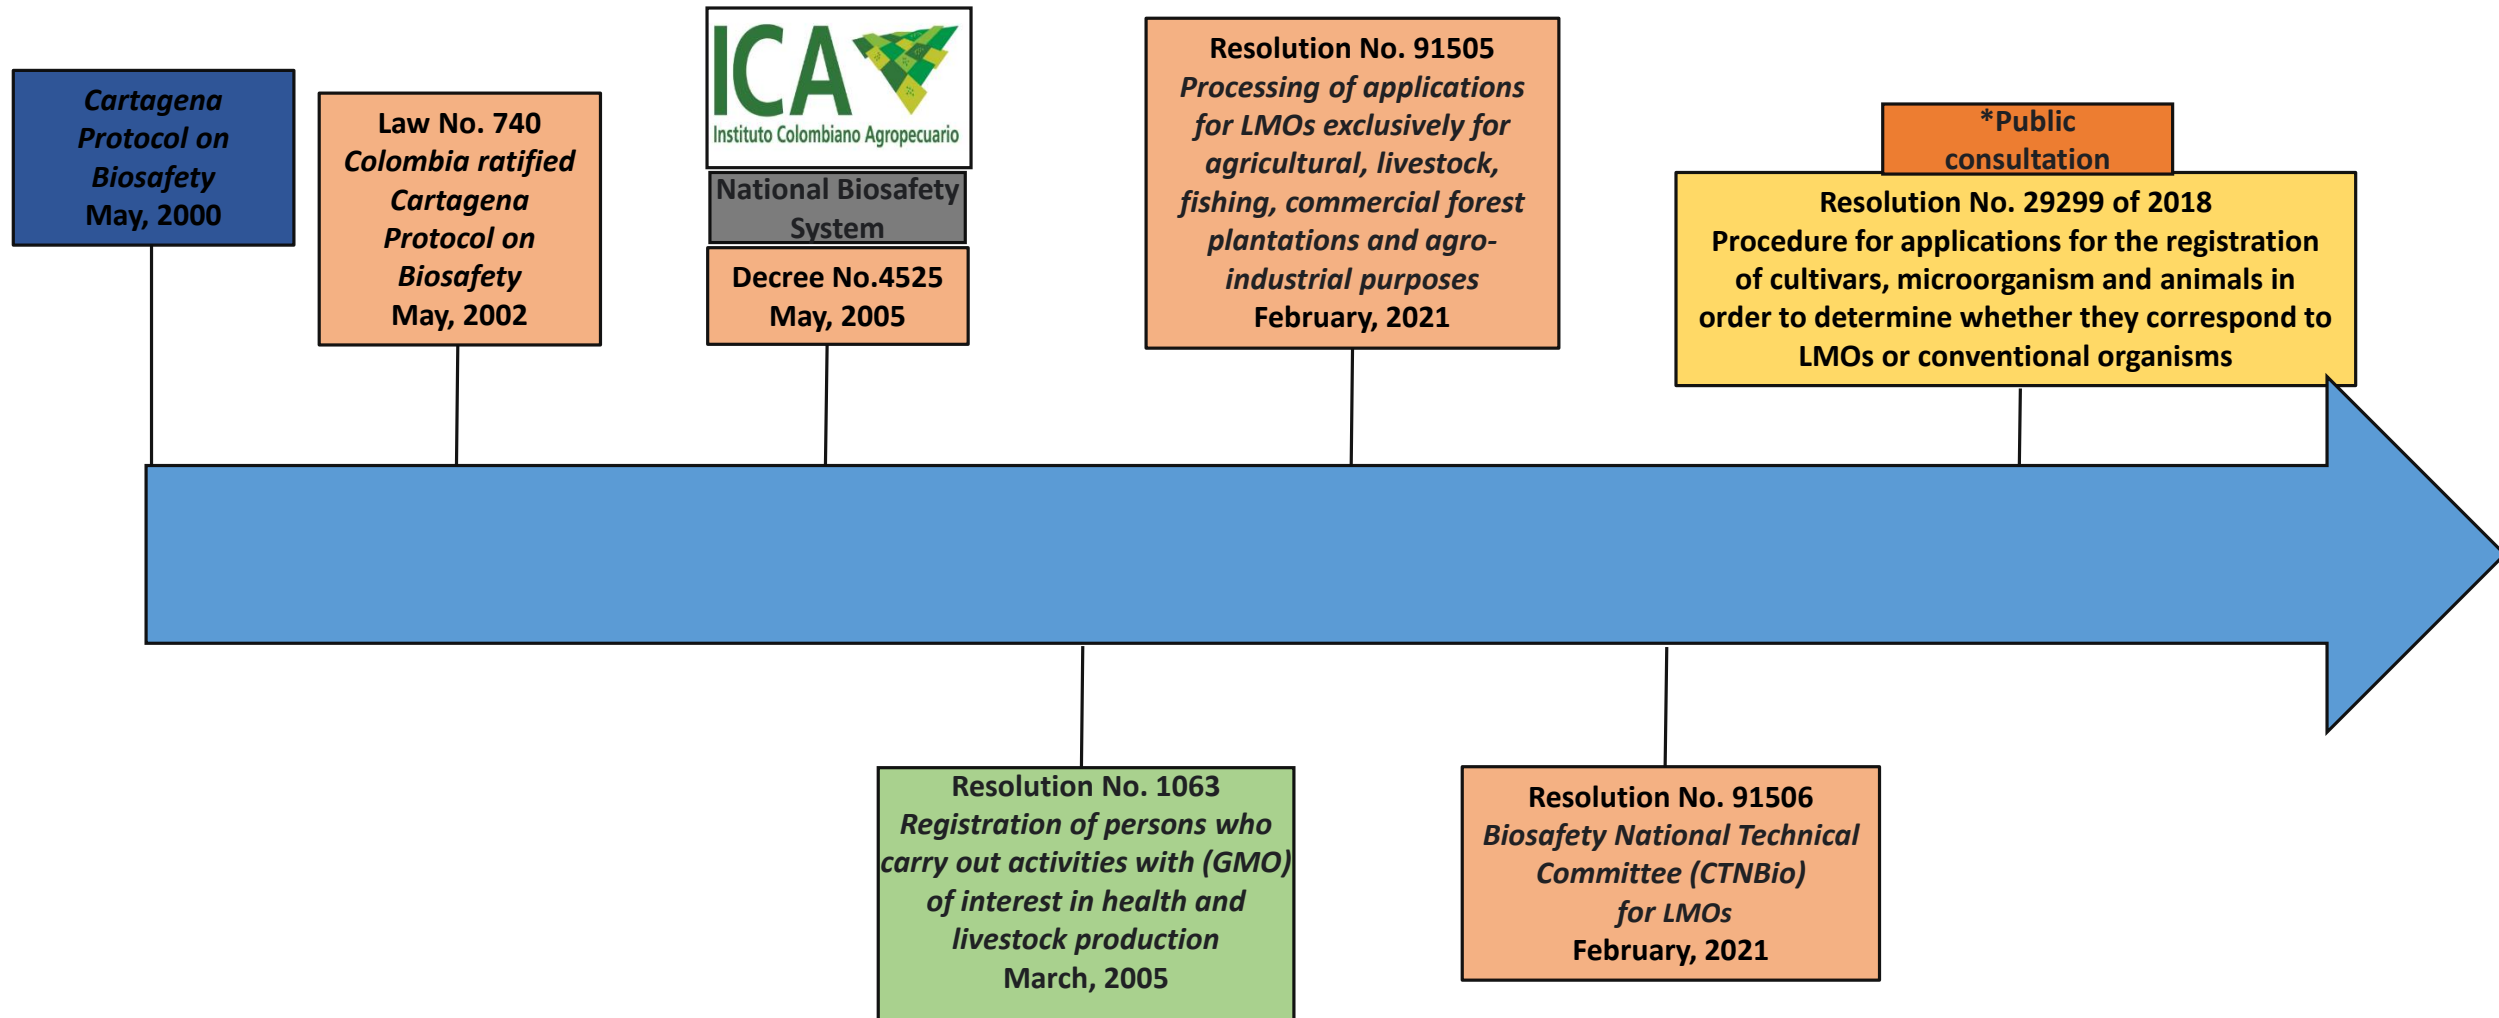 Cartagena
Protocol on
Biosafety
May, 2000
Law No. 740
Colombia ratified
Cartagena
Protocol on
Biosafety
May, 2002
ICA
Instituto Colombiano Agropecuario
National Biosafety
System
Decree No.4525
May, 2005
Resolution No. 91505
Processing of applications
for LMOs exclusively for
agricultural, livestock,
fishing, commercial forest
plantations and agro-
industrial purposes
February, 2021
*Public
consultation
Resolution No. 29299 of 2018
Procedure for applications for the registration
of cultivars, microorganism and animals in
order to determine whether they correspond to
LMOs or conventional organisms
Resolution No. 1063
Registration of persons who
carry out activities with (GMO)
of interest in health and
livestock production
March, 2005
Resolution No. 91506
Biosafety National Technical
Committee (CTNBio)
for LMOs
February, 2021